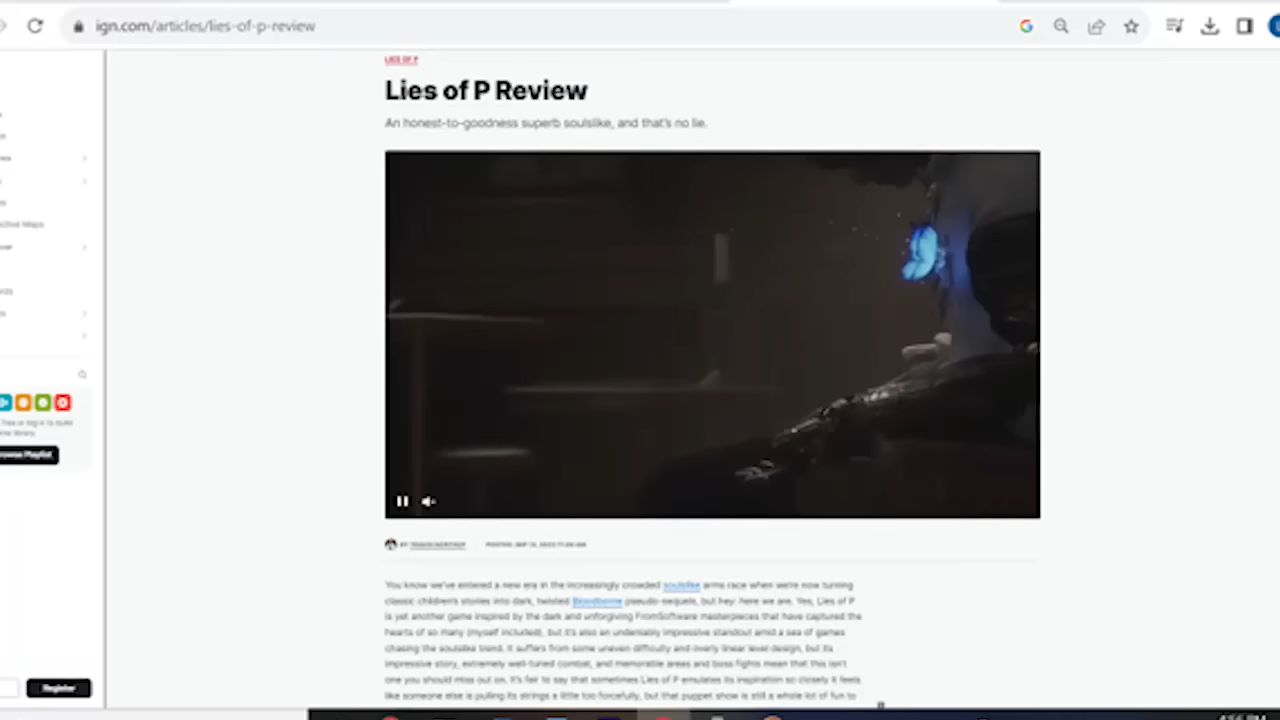 ign.com/articles/lies-of-p-review
LIES OF P
Lies of P Review
An honest-to-goodness superb soulslike, and that's no lie.
BY TRAVIS NORTHUP
You know we've entered a new era in the increasingly crowded soulslike arms race when we're now turning
classic children's stories into dark, twisted Bloodborne pseudo-sequels, but hey: here we are. Yes, Lies of P
is yet another game inspired by the dark and unforgiving FromSoftware masterpieces that have captured the
hearts of so many (myself included), but it's also an undeniably impressive standout amid a sea of games
chasing the soulslike trend. It suffers from some uneven difficulty and overly linear level design, but its
impressive story, extremely well-tuned combat, and memorable areas and boss fights mean that this isn't
one you should miss out on. It's fair to say that sometimes Lies of P emulates its inspiration so closely it feels
like someone else is pulling its strings a little too forcefully, but that puppet show is still a whole lot of fun to
Playlist
Register